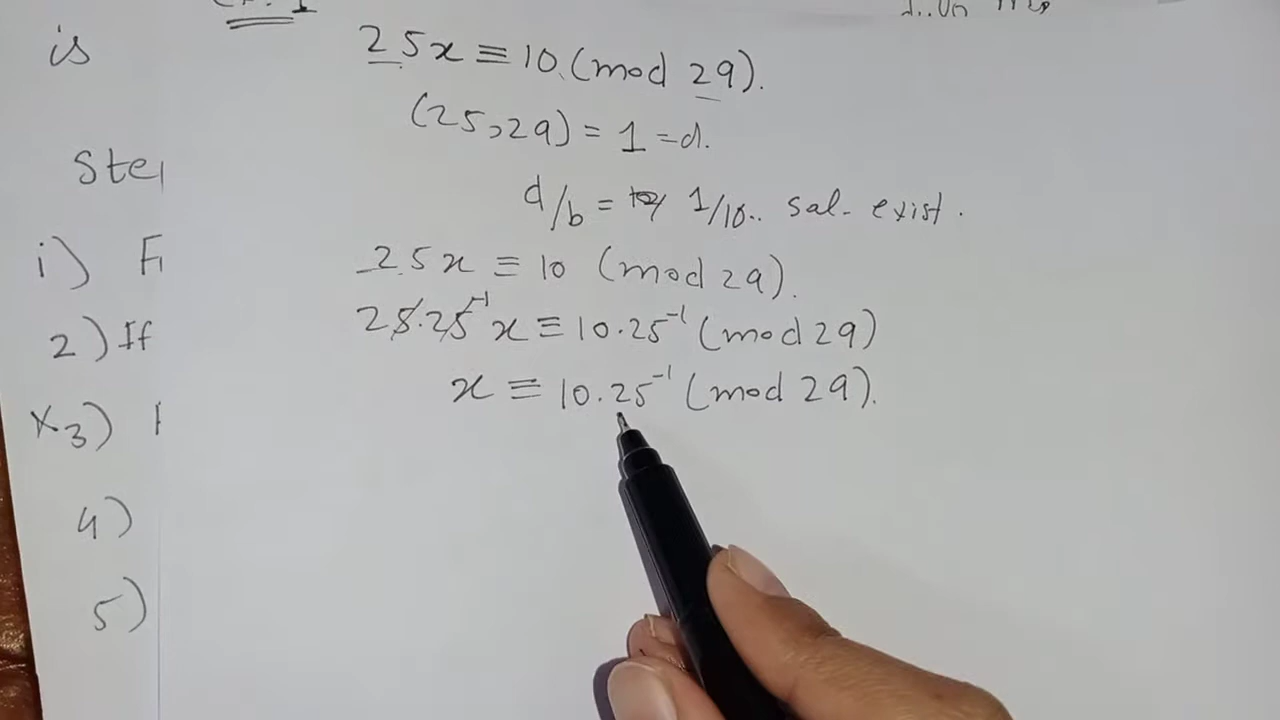 is
Ste
i) F
2) If
x 3)
4)
5)
25x ≡ 10 (mod 29).
(25,29) = 1 = d.
d/b = 1/10.. sol. exist.
25x ≡ 10 (mod 29).
25.25⁻¹ x ≡ 10.25⁻¹ (mod 29)
x ≡ 10.25⁻¹ (mod 29).